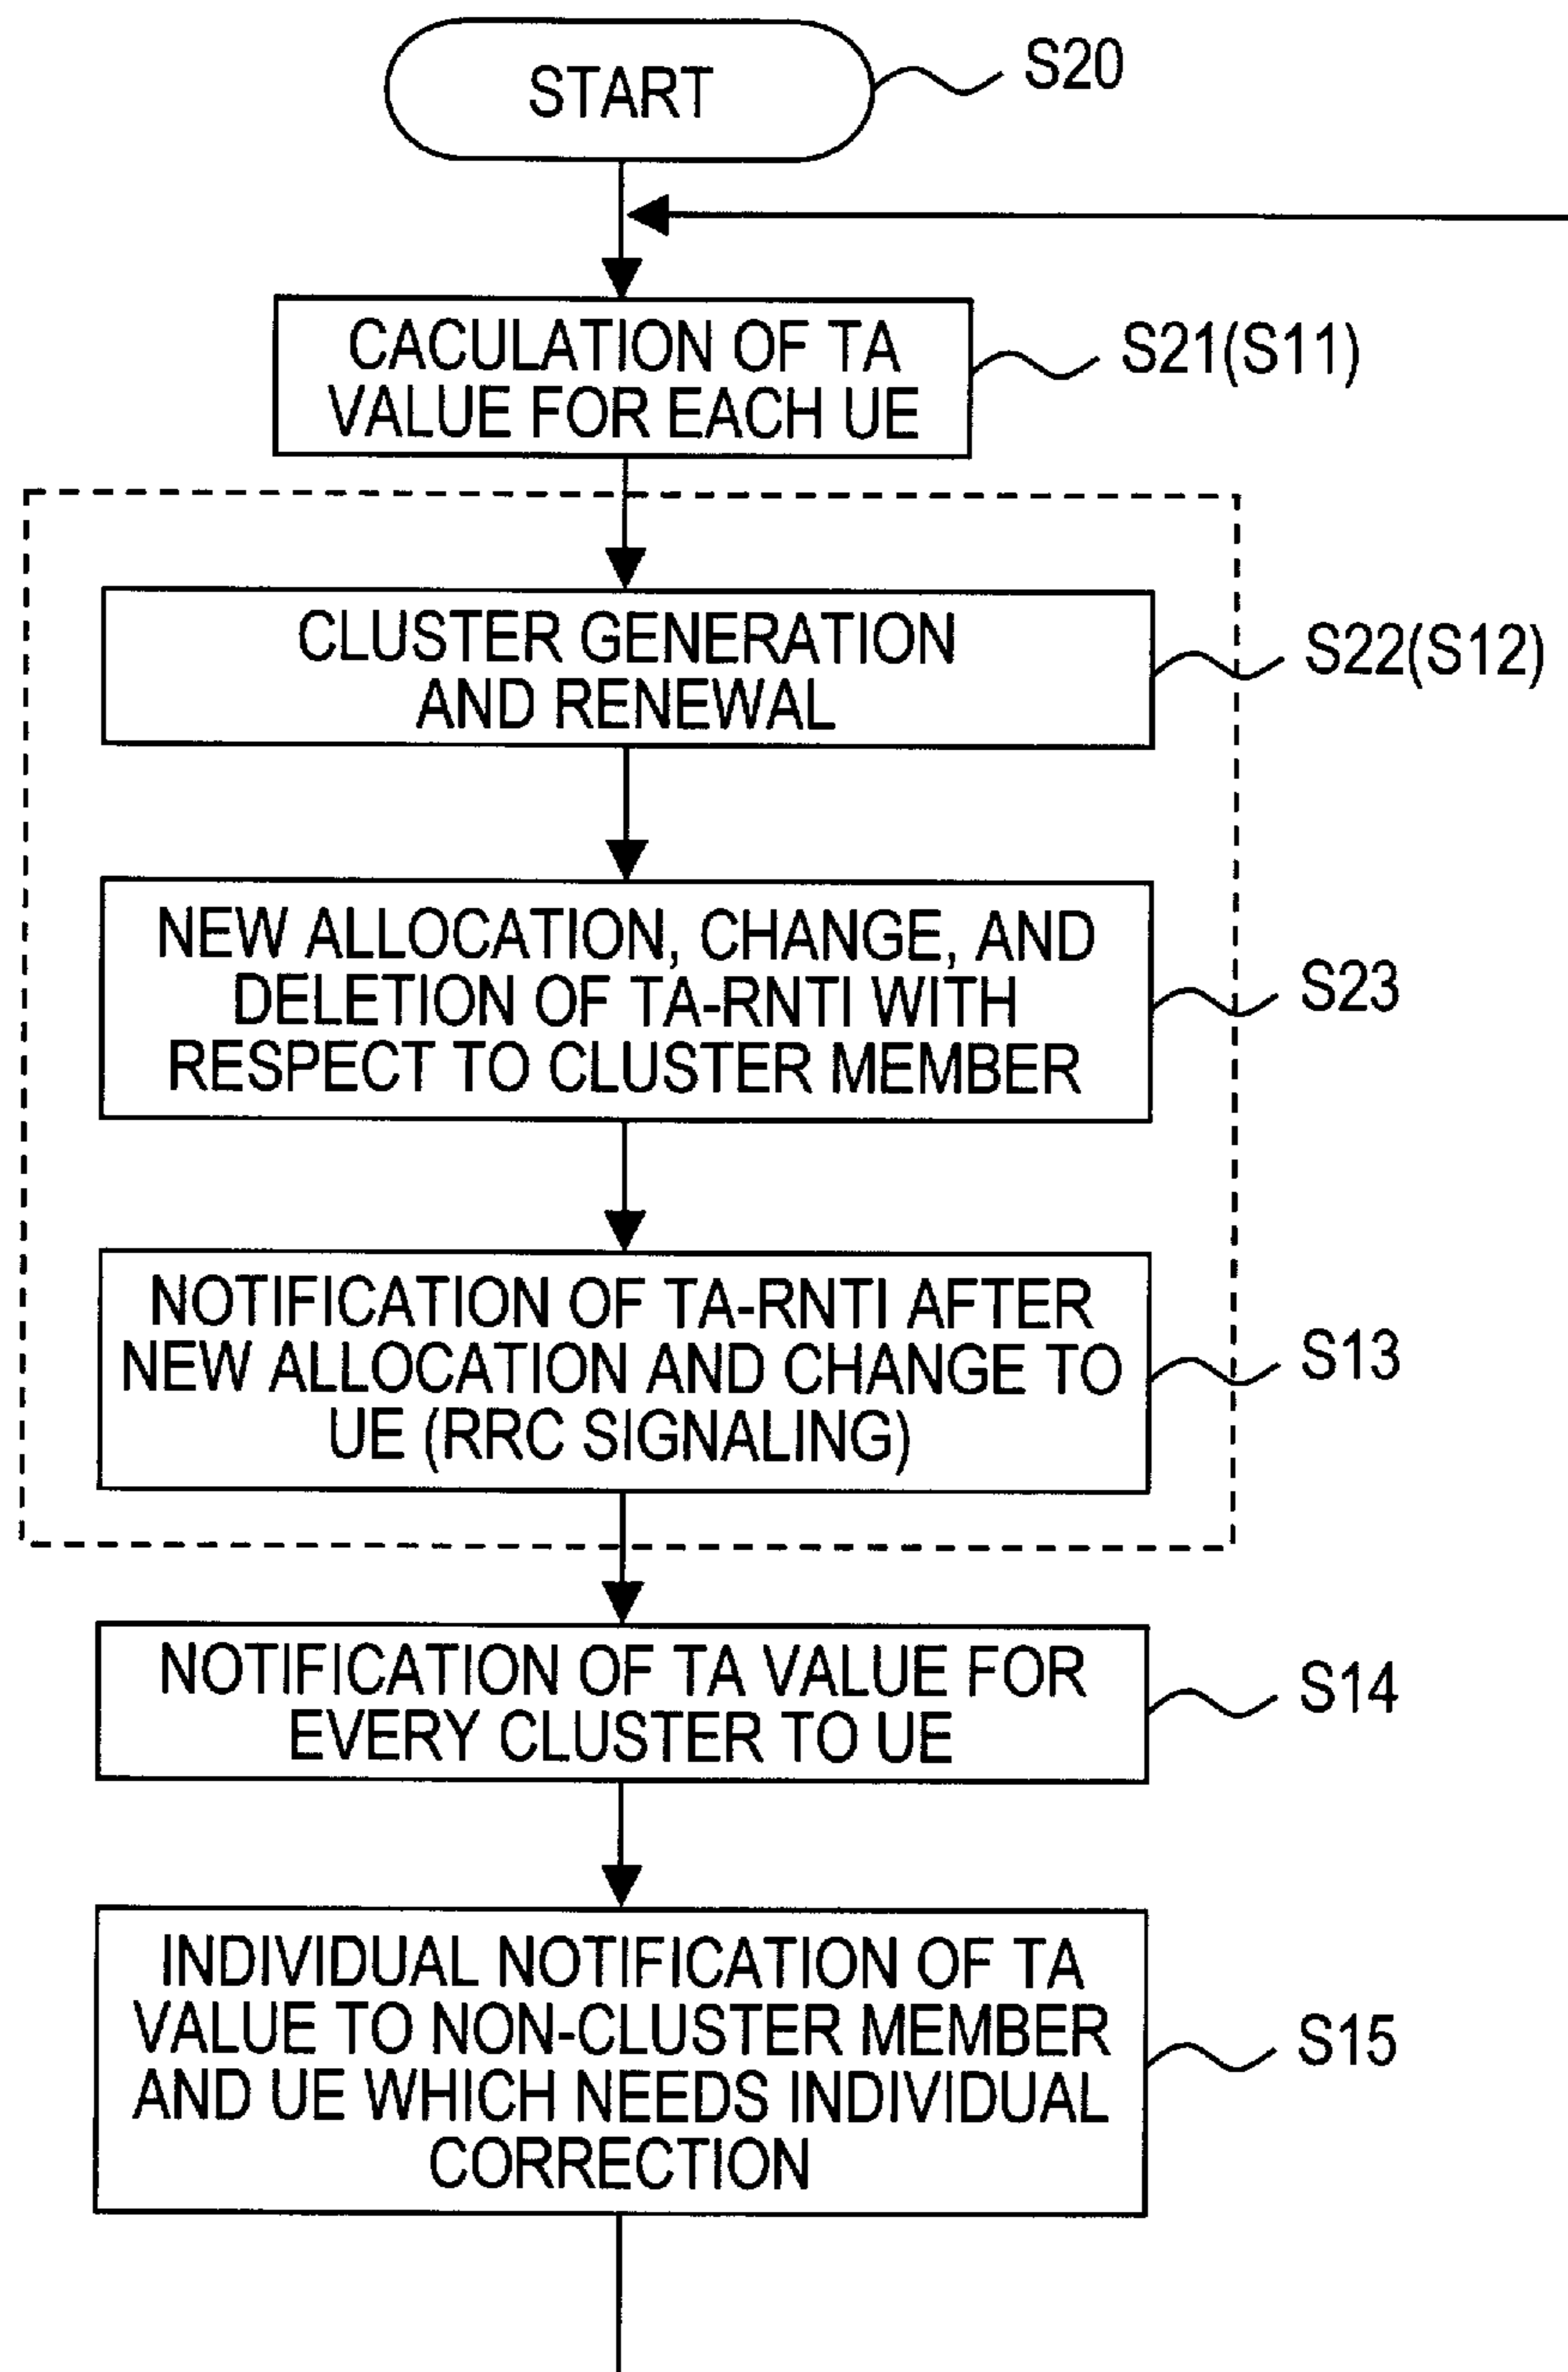 START
S20
CACULATION OF TA
VALUE FOR EACH UE
S21(S11)
CLUSTER GENERATION
AND RENEWAL
S22(S12)
NEW ALLOCATION, CHANGE, AND
DELETION OF TA-RNTI WITH
RESPECT TO CLUSTER MEMBER
S23
NOTIFICATION OF TA-RNTI AFTER
NEW ALLOCATION AND CHANGE TO
UE (RRC SIGNALING)
S13
NOTIFICATION OF TA VALUE FOR
EVERY CLUSTER TO UE
S14
INDIVIDUAL NOTIFICATION OF TA
VALUE TO NON-CLUSTER MEMBER
AND UE WHICH NEEDS INDIVIDUAL
CORRECTION
S15